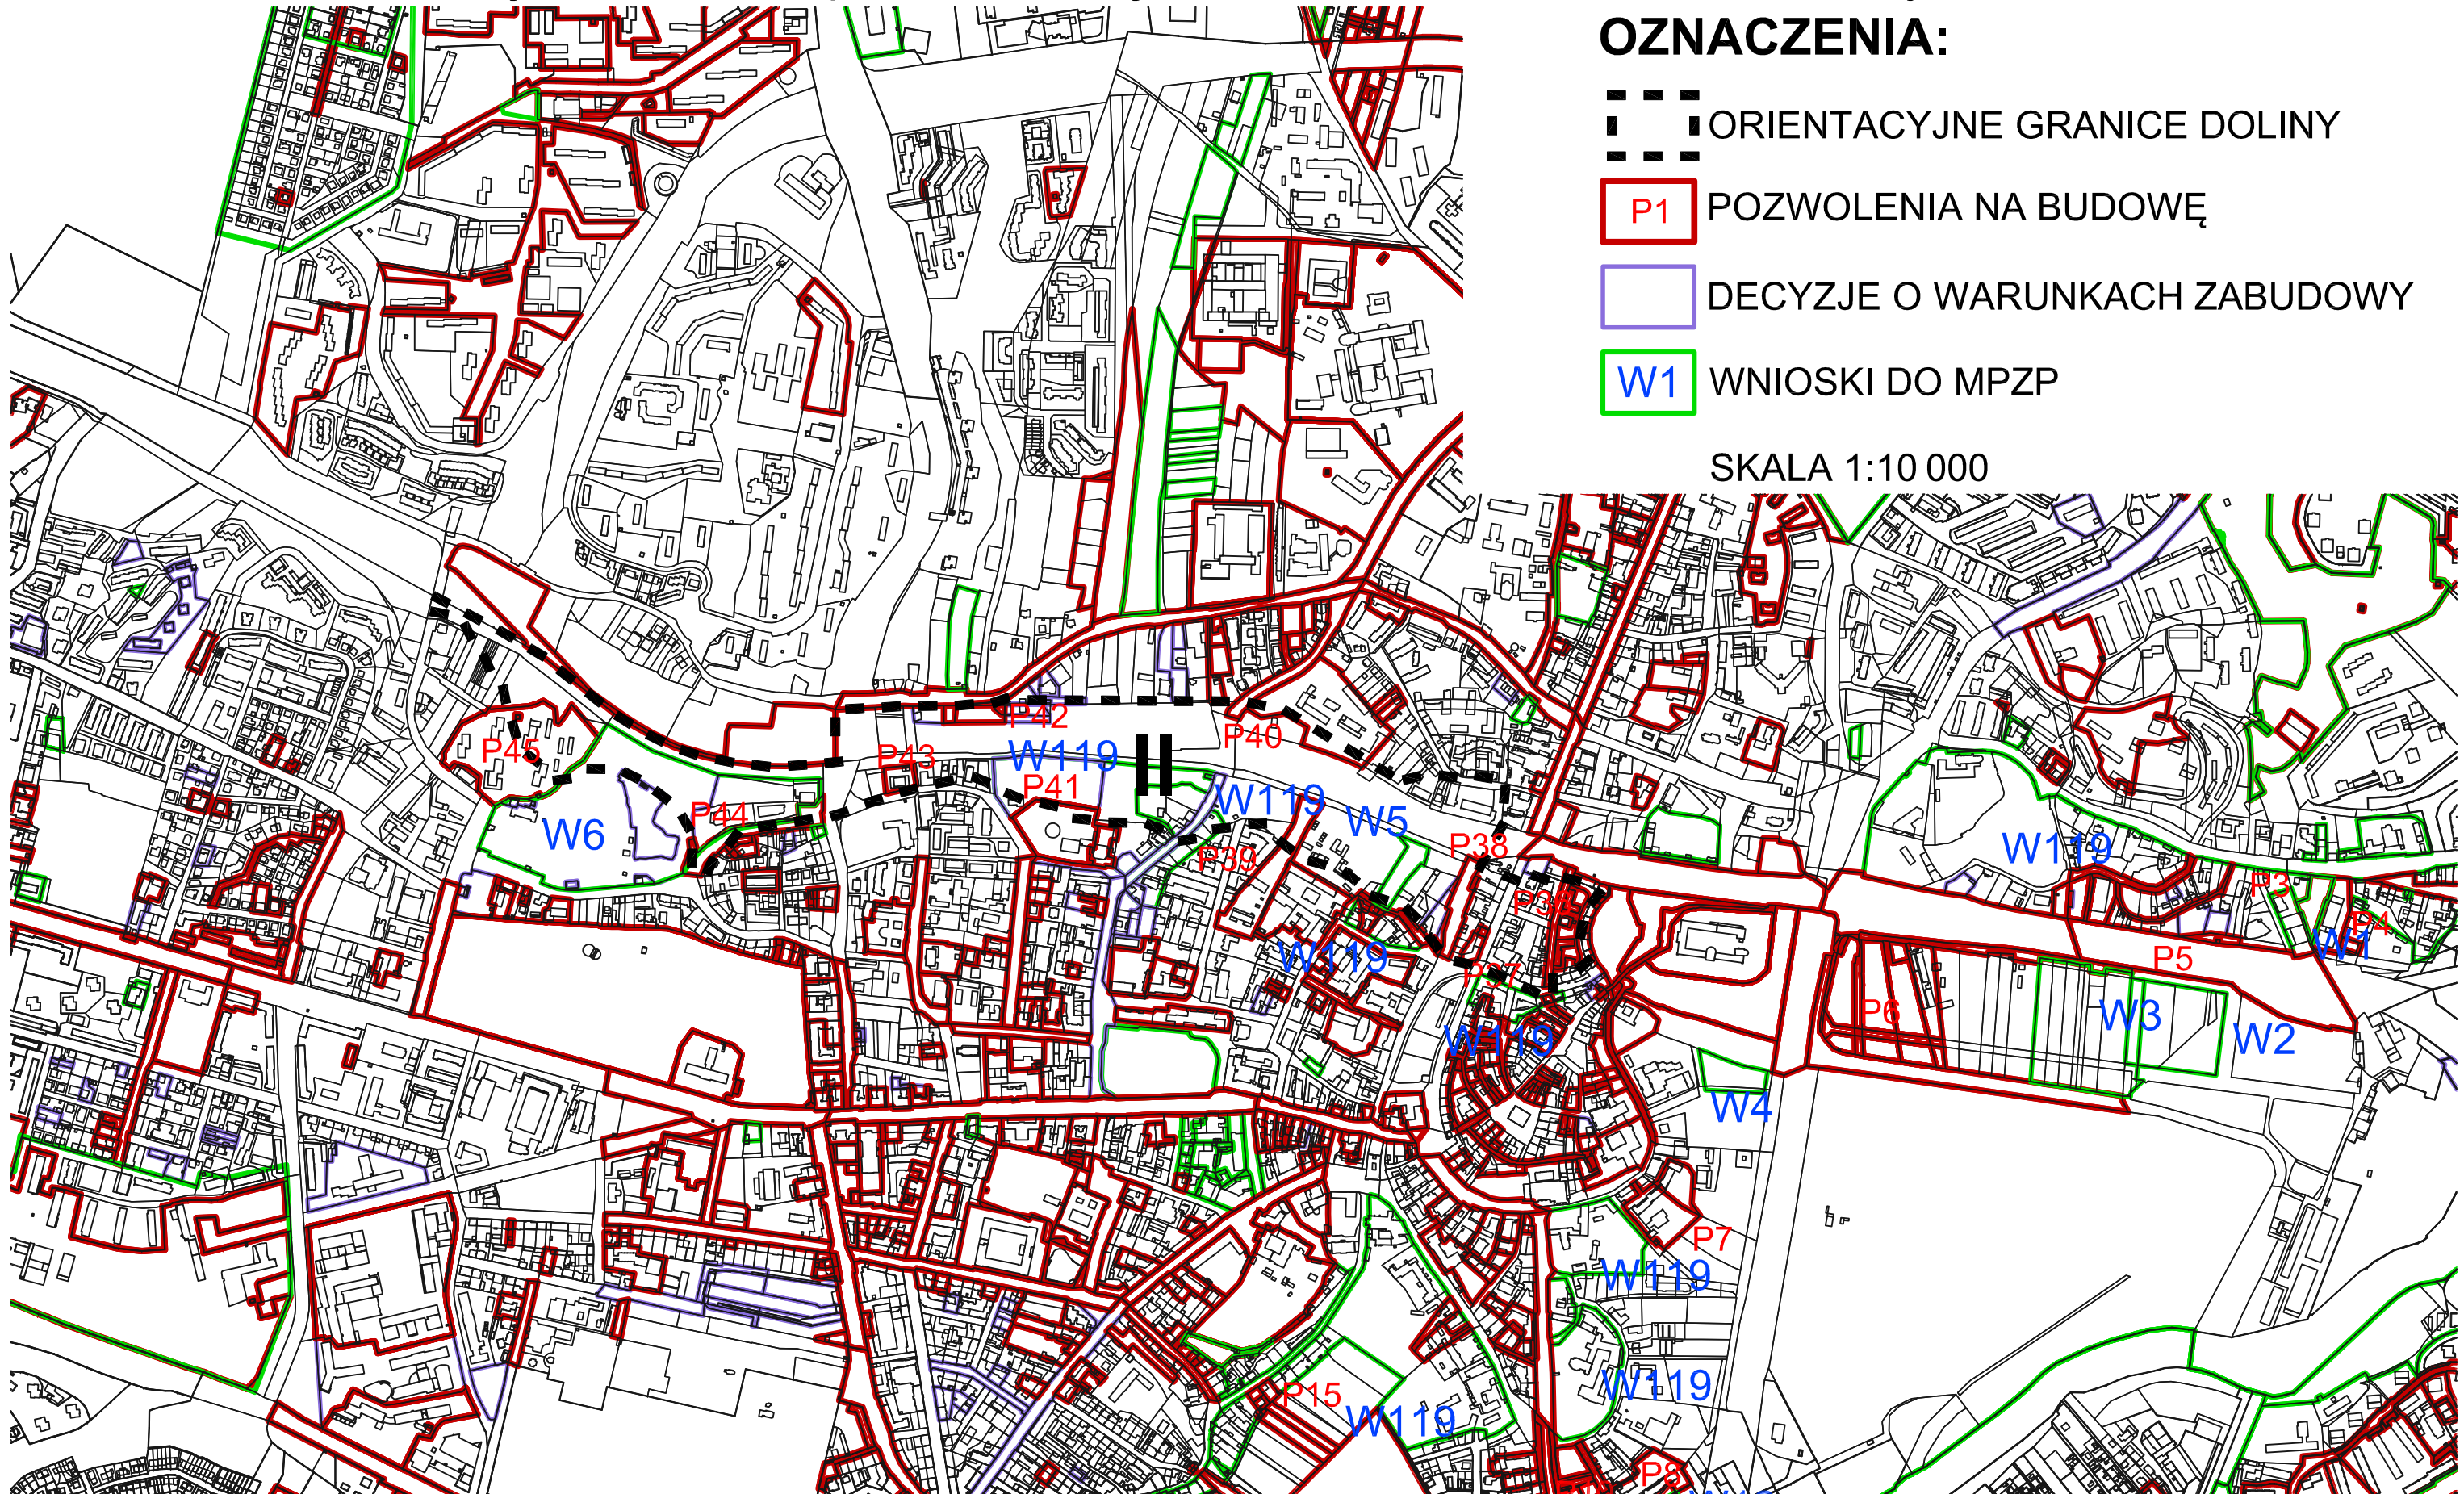 OZNACZENIA:
ORIENTACYJNE GRANICE DOLINY
P1 POZWOLENIA NA BUDOWĘ
DECYZJE O WARUNKACH ZABUDOWY
W1 WNIOSKI DO MPZP
SKALA 1:10 000
P42
P40
P45
P43
W119
II
P41
W119
W5
P44
W6
P38
P39
W119
P3
P36
P4
W119
W1
P37
P5
P6
W3
W119
W2
W4
P7
W119
W119
P15
W119
P8